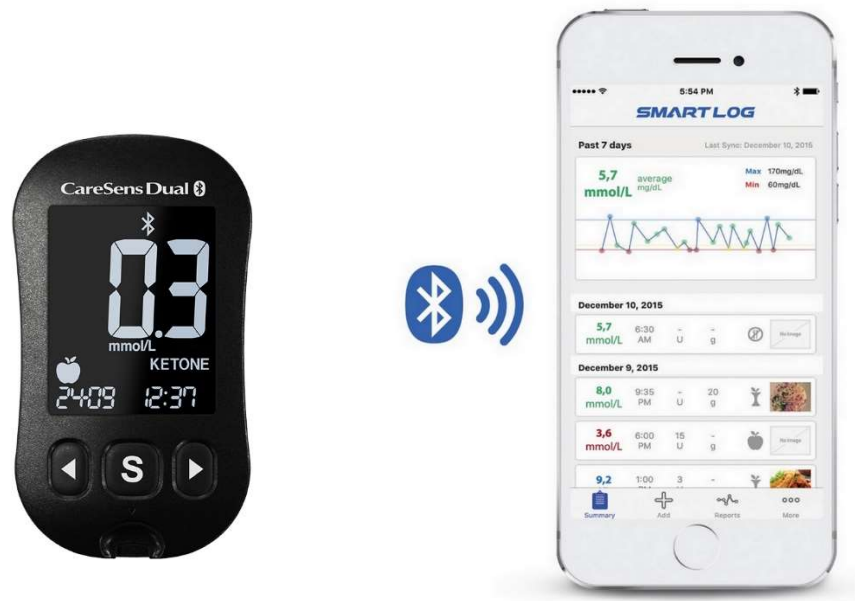 CareSens Dual
0.3
mmol/L
KETONE
24-09 12:37
S
5:54 PM
SMART LOG
Past 7 days Last Sync: December 10, 2015
5,7 average Max 170mg/dL
mmol/L mg/dL Min 60mg/dL
December 10, 2015
5,7 6:30 - -
mmol/L AM U g No Image
December 9, 2015
8,0 9:35 - 20
mmol/L PM U g
3,6 6:00 15 -
mmol/L PM U g No Image
9,2 1:00 3 -
Summary Add Reports More